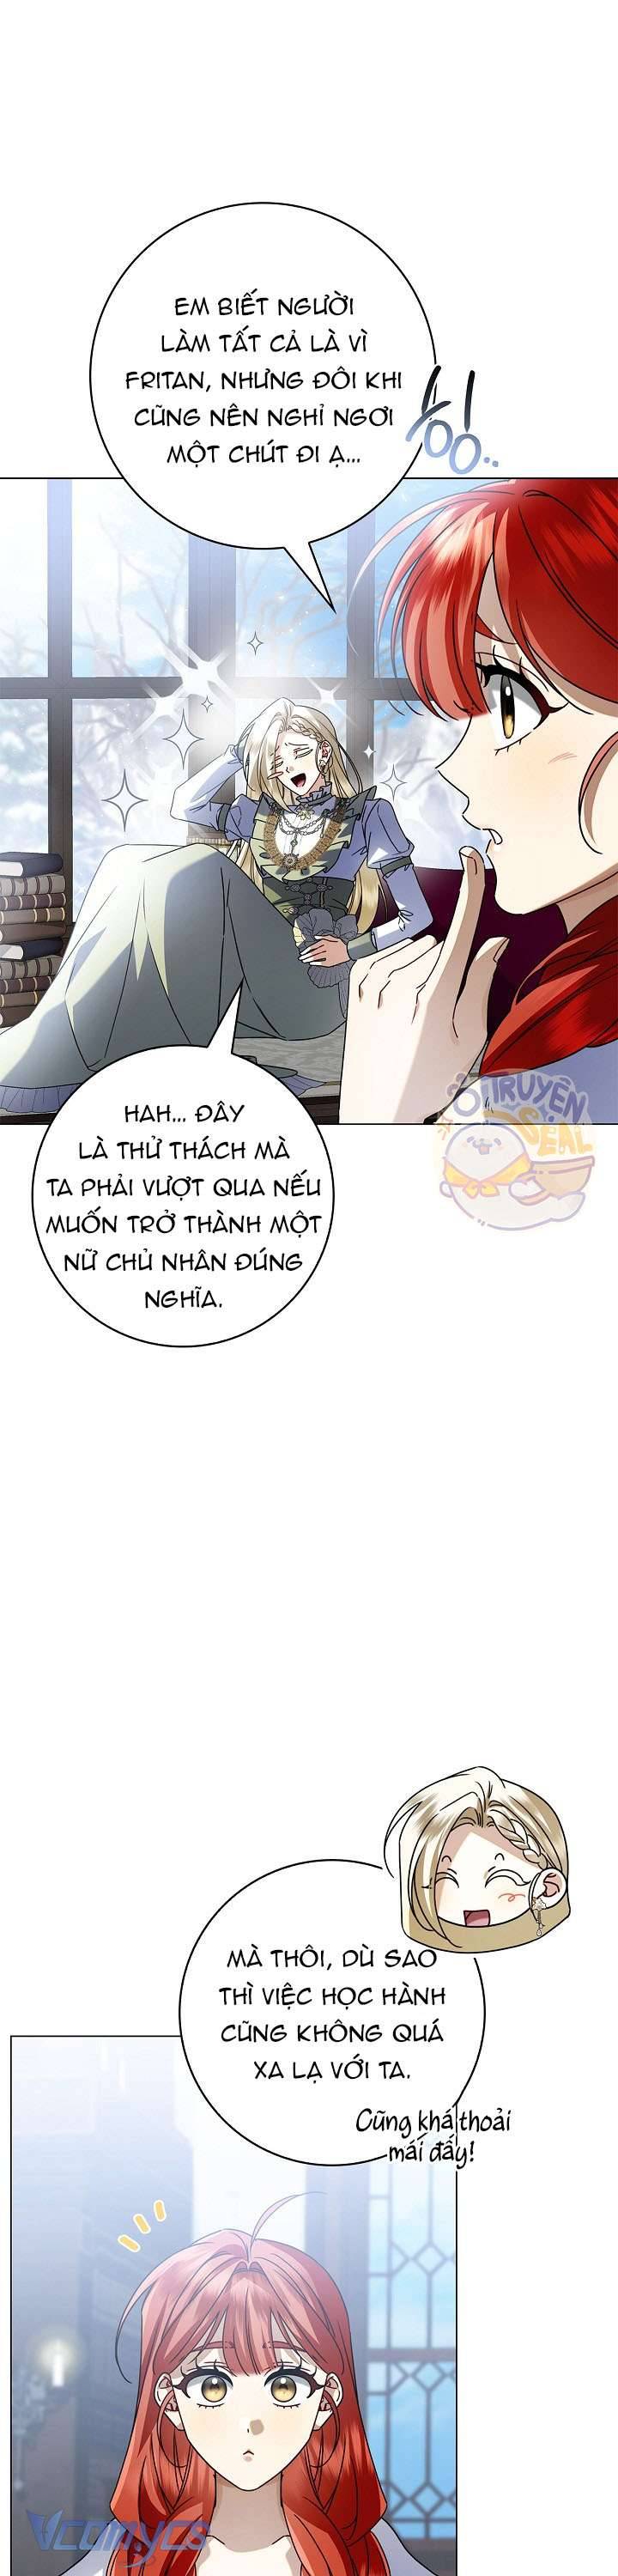 EM BIẾT NGƯỜI
LÀM TẤT CẢ LÀ VÌ
FRITAN, NHƯNG ĐÔI KHI
CŨNG NÊN NGHỈ NGƠI
MỘT CHÚT ĐI Ạ...
Ổ TRUYỆN
SEAL
HAH... ĐÂY
LÀ THỬ THÁCH MÀ
TA PHẢI VƯỢT QUA NẾU
MUỐN TRỞ THÀNH MỘT
NỮ CHỦ NHÂN ĐÚNG
NGHĨA.
MÀ THÔI, DÙ SAO
THÌ VIỆC HỌC HÀNH
CŨNG KHÔNG QUÁ
XA LẠ VỚI TA.
Cũng khá thoải
mái đấy!
Vcomycs